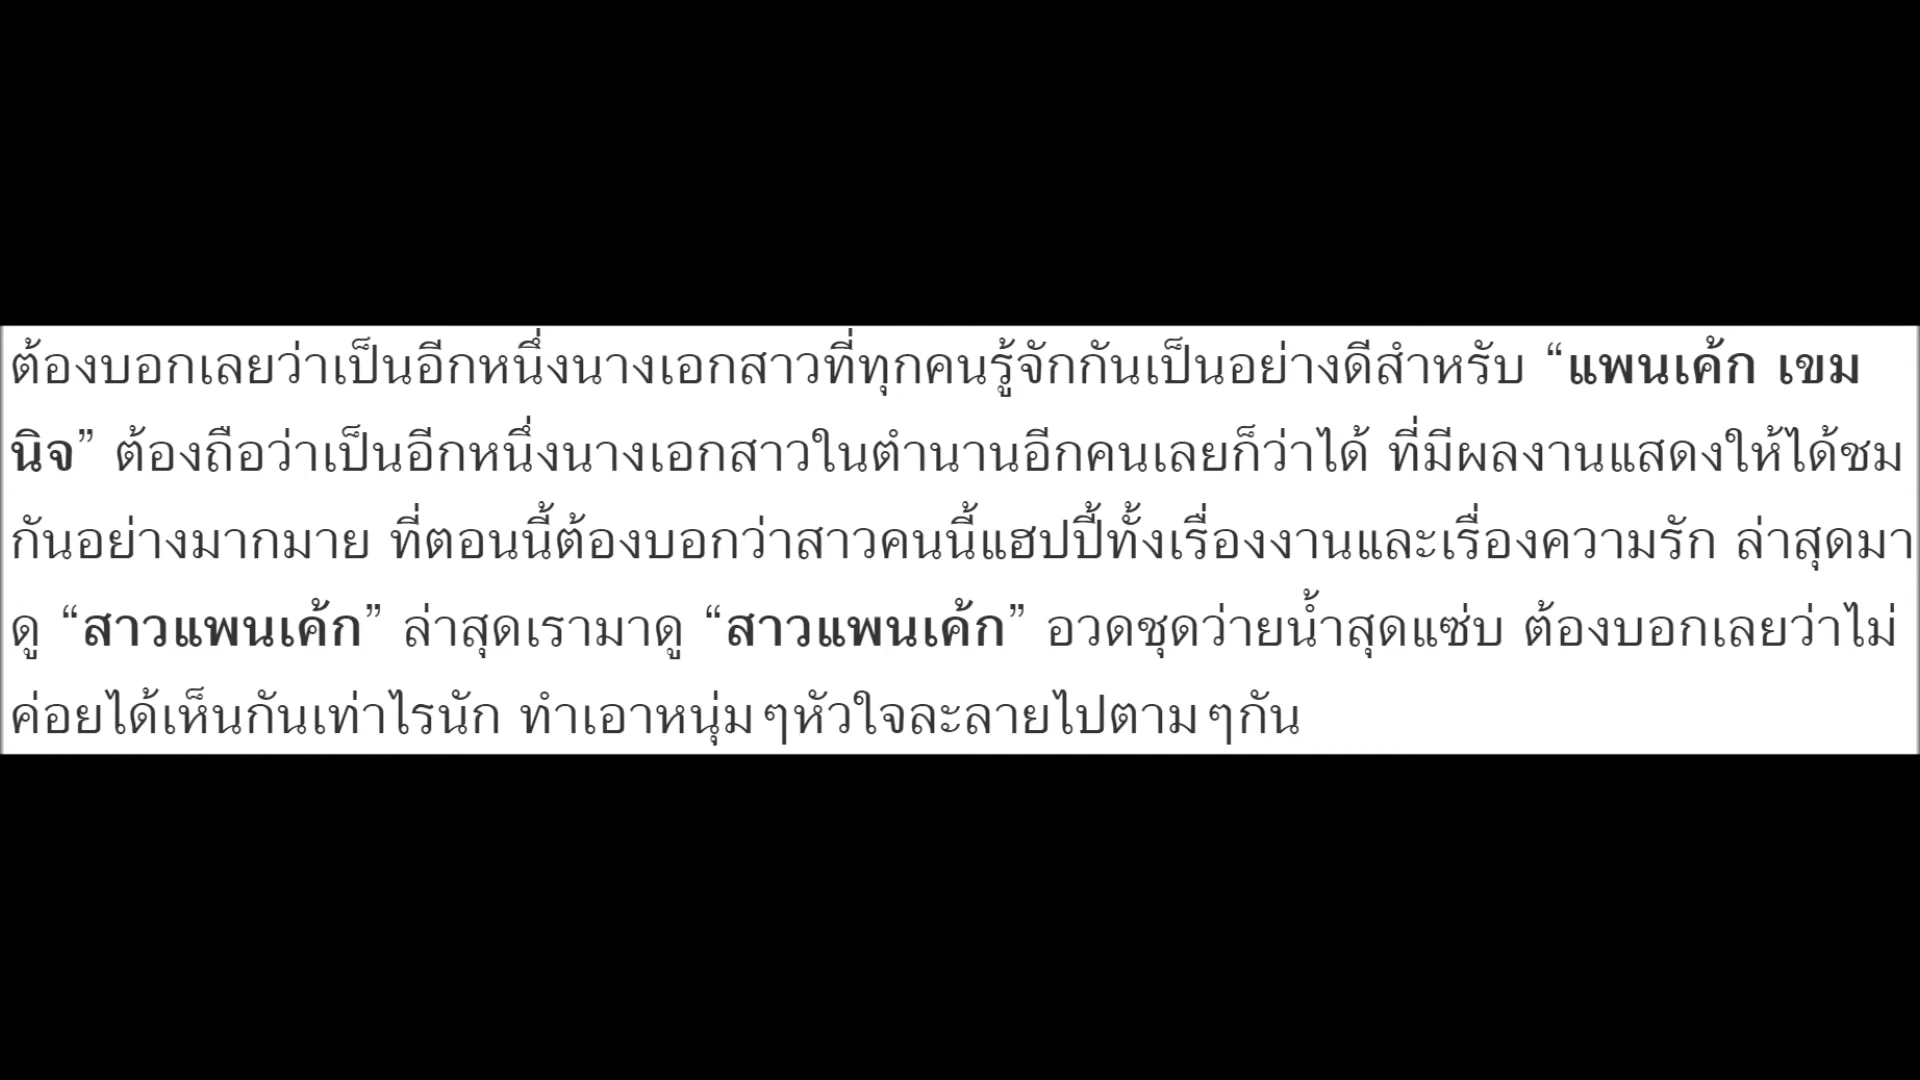 ต้องบอกเลยว่าเป็นอีกหนึ่งนางเอกสาวที่ทุกคนรู้จักกันเป็นอย่างดีสำหรับ “แพนเค้ก เขม
นิจ” ต้องถือว่าเป็นอีกหนึ่งนางเอกสาวในตำนานอีกคนเลยก็ว่าได้ ที่มีผลงานแสดงให้ได้ชม
กันอย่างมากมาย ที่ตอนนี้ต้องบอกว่าสาวคนนี้แฮปปี้ทั้งเรื่องงานและเรื่องความรัก ล่าสุดมา
ดู “สาวแพนเค้ก” ล่าสุดเรามาดู “สาวแพนเค้ก” อวดชุดว่ายน้ำสุดแซ่บ ต้องบอกเลยว่าไม่
ค่อยได้เห็นกันเท่าไรนัก ทำเอาหนุ่มๆหัวใจละลายไปตามๆกัน